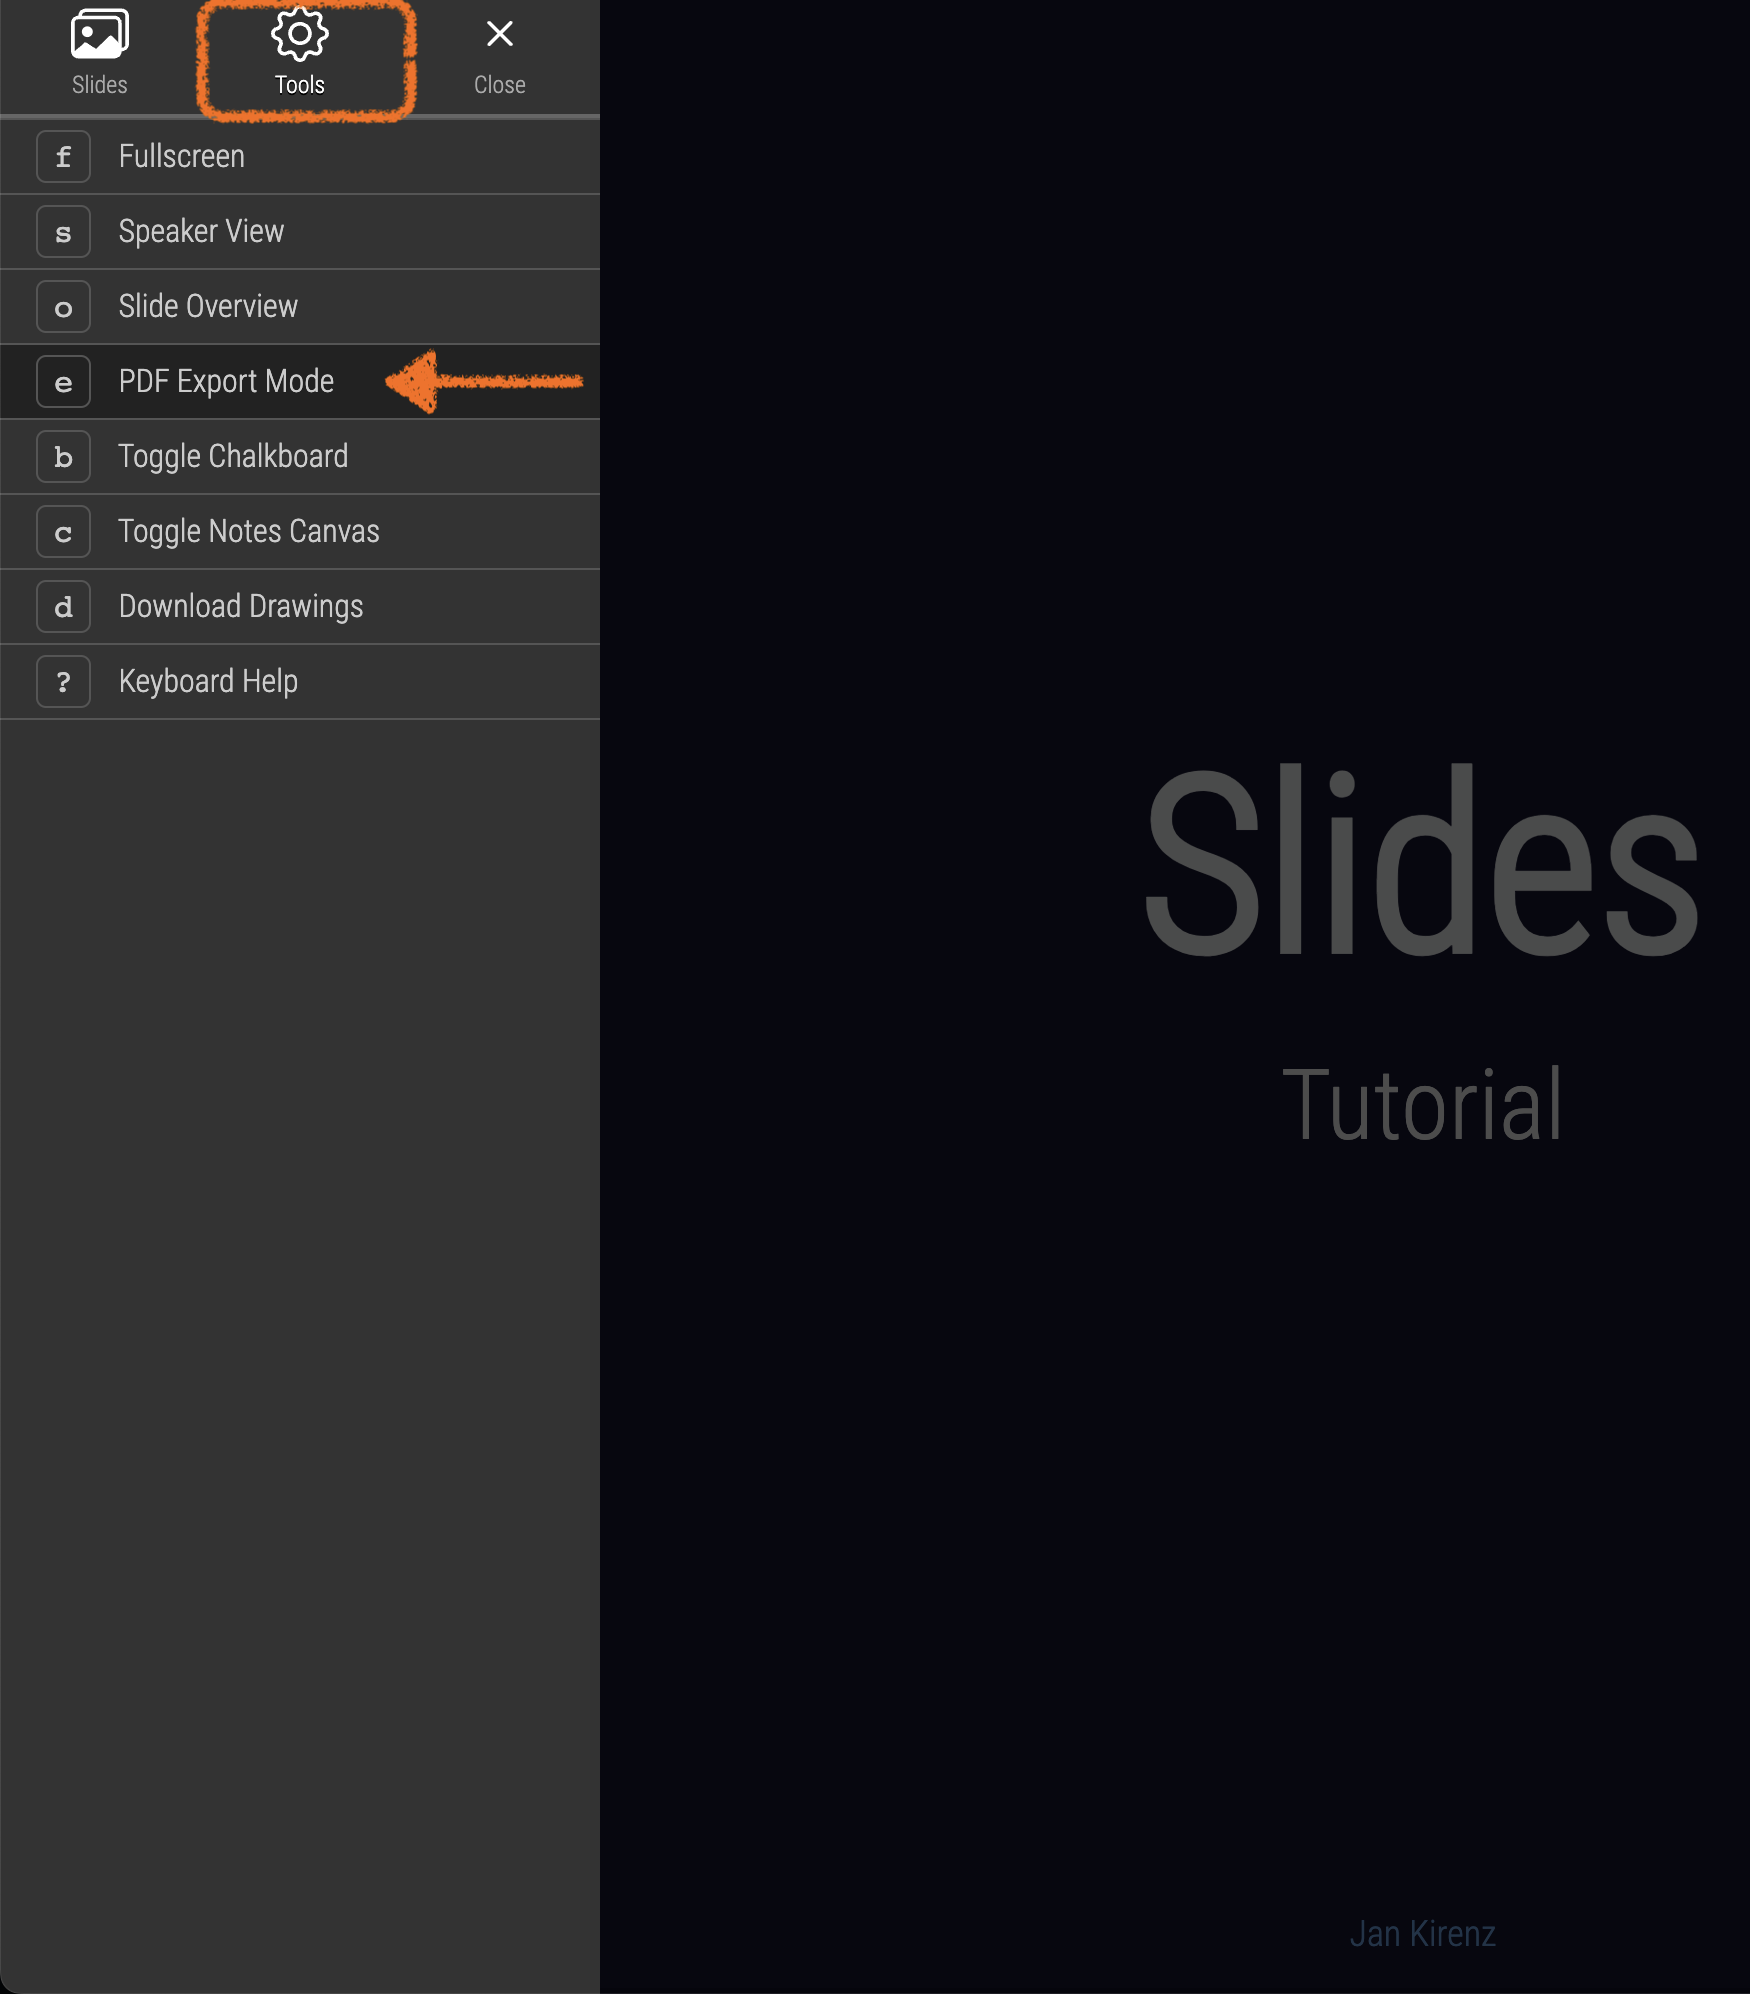 Slides
Tools
Close
f Fullscreen
s Speaker View
o Slide Overview
e PDF Export Mode
b Toggle Chalkboard
c Toggle Notes Canvas
d Download Drawings
? Keyboard Help
Slides
Tutorial
Jan Kirenz